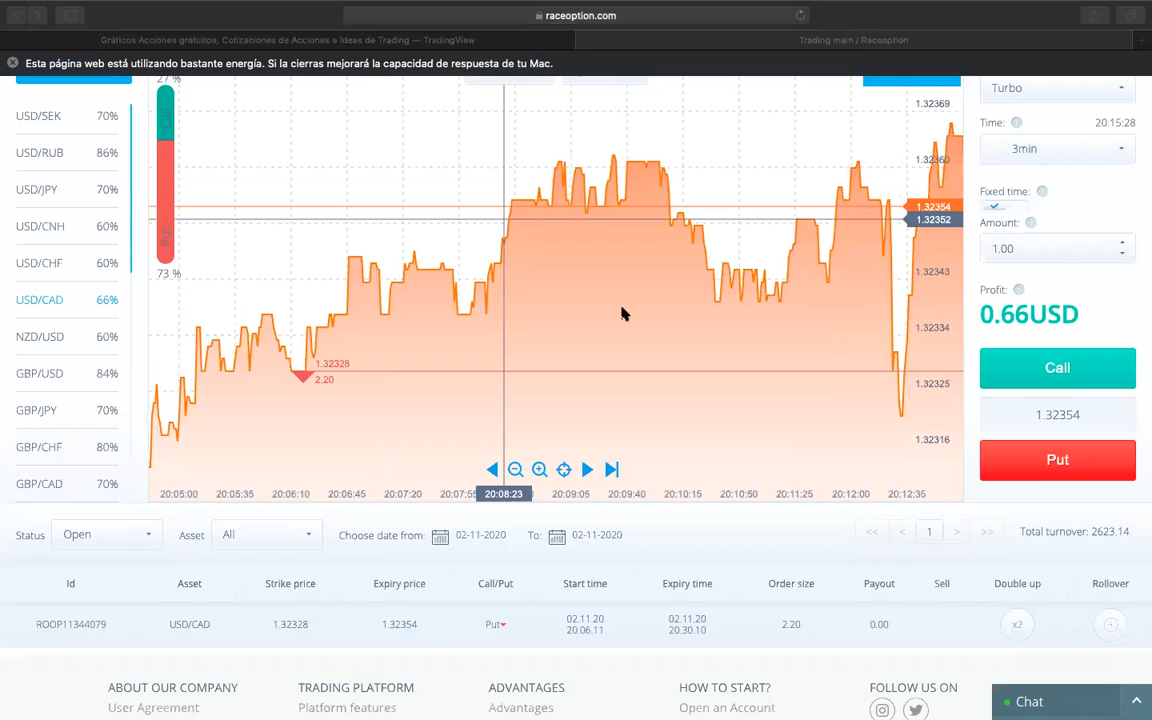 raceoption.com
Gráficos Acciones gratuitos, Cotizaciones de Acciones e Ideas de Trading — TradingView
Trading main / Raceoption
Esta página web está utilizando bastante energía. Si la cierras mejorará la capacidad de respuesta de tu Mac.
USD/SEK 70%
USD/RUB 86%
USD/JPY 70%
USD/CNH 60%
USD/CHF 60%
USD/CAD 66%
NZD/USD 60%
GBP/USD 84%
GBP/JPY 70%
GBP/CHF 80%
GBP/CAD 70%
27 %
Call
Put
73 %
1.32328
2.20
1.32369
1.32360
1.32354
1.32352
1.32343
1.32334
1.32325
1.32316
20:05:00 20:05:35 20:06:10 20:06:45 20:07:20 20:07:55 20:08:23 20:09:05 20:09:40 20:10:15 20:10:50 20:11:25 20:12:00 20:12:35
Turbo
Time: 20:15:28
3min
Fixed time:
Amount:
1.00
Profit:
0.66USD
Call
1.32354
Put
Status Open Asset All Choose date from: 02-11-2020 To: 02-11-2020 << < 1 > >> Total turnover: 2623.14
Id Asset Strike price Expiry price Call/Put Start time Expiry time Order size Payout Sell Double up Rollover
ROOP11344079 USD/CAD 1.32328 1.32354 Put 02.11.20 20.06.11 02.11.20 20.30.10 2.20 0.00 x2
ABOUT OUR COMPANY TRADING PLATFORM ADVANTAGES HOW TO START? FOLLOW US ON
User Agreement Platform features Advantages Open an Account
Chat